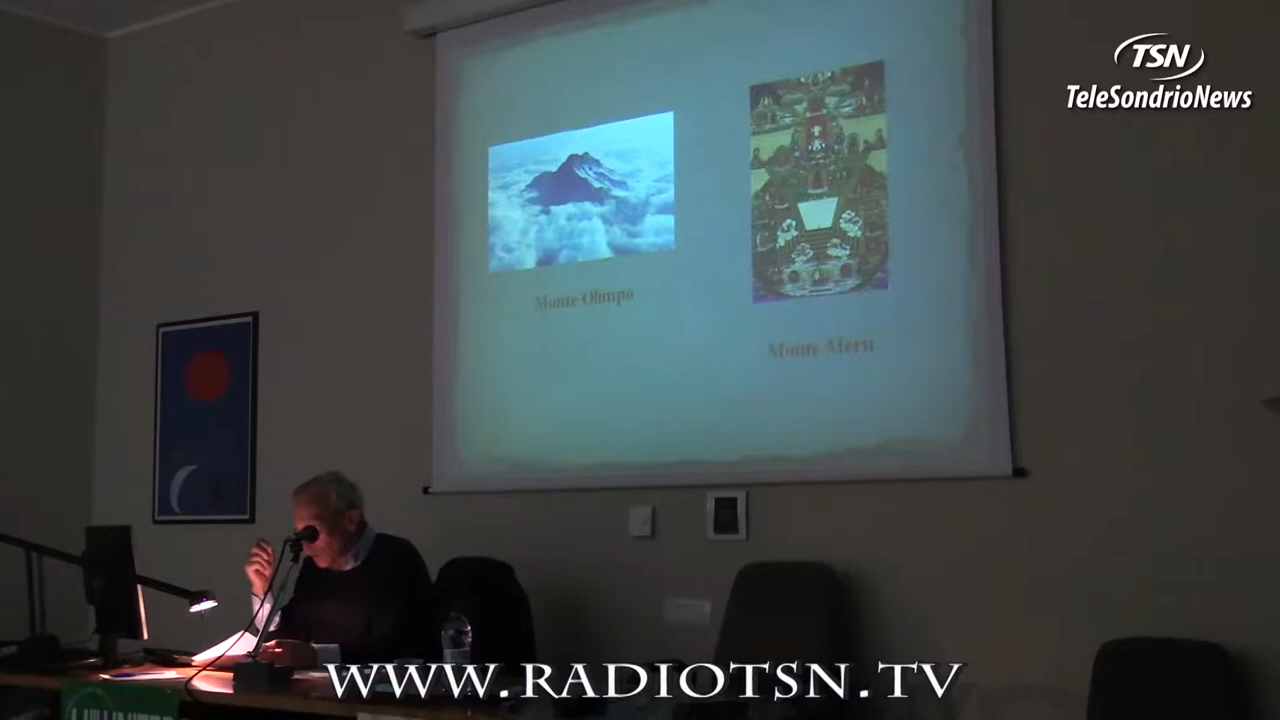 TSN
TeleSondrioNews
Monte Olimpo
Monte Meru
WWW.RADIOTSN.TV